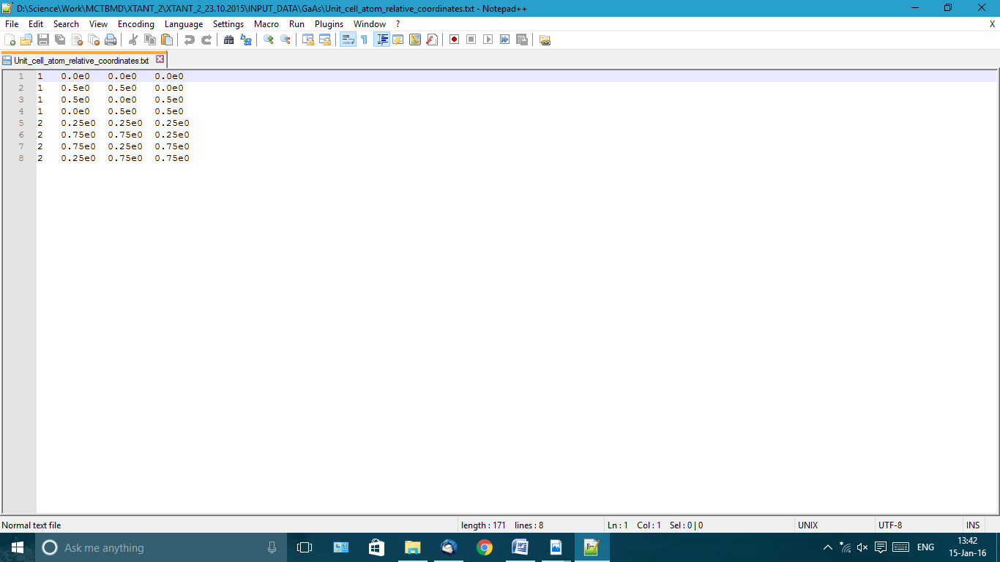 D:\Science\Work\MCTBMD\XTANT_2\XTANT_2_23.10.2015\INPUT_DATA\GaAs\Unit_cell_atom_relative_coordinates.txt - Notepad++
File Edit Search View Encoding Language Settings Macro Run Plugins Window ? X
Unit_cell_atom_relative_coordinates.txt
1 1 0.0e0 0.0e0 0.0e0
2 1 0.5e0 0.5e0 0.0e0
3 1 0.5e0 0.0e0 0.5e0
4 1 0.0e0 0.5e0 0.5e0
5 2 0.25e0 0.25e0 0.25e0
6 2 0.75e0 0.75e0 0.25e0
7 2 0.75e0 0.25e0 0.75e0
8 2 0.25e0 0.75e0 0.75e0
Normal text file length : 171 lines : 8 Ln : 1 Col : 1 Sel : 0 | 0 UNIX UTF-8 INS
Ask me anything ENG 13:42
15-Jan-16